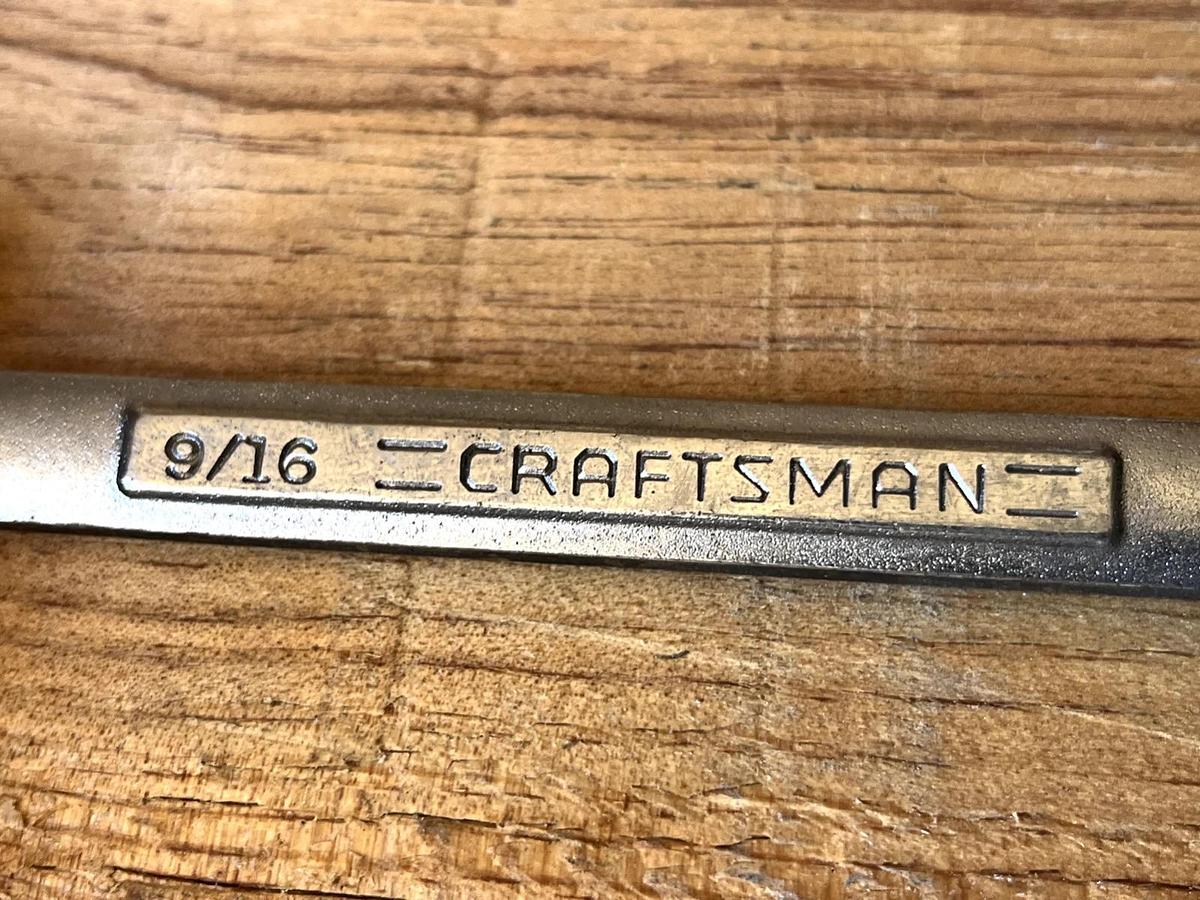 9/16 =CRAFTSMAN=